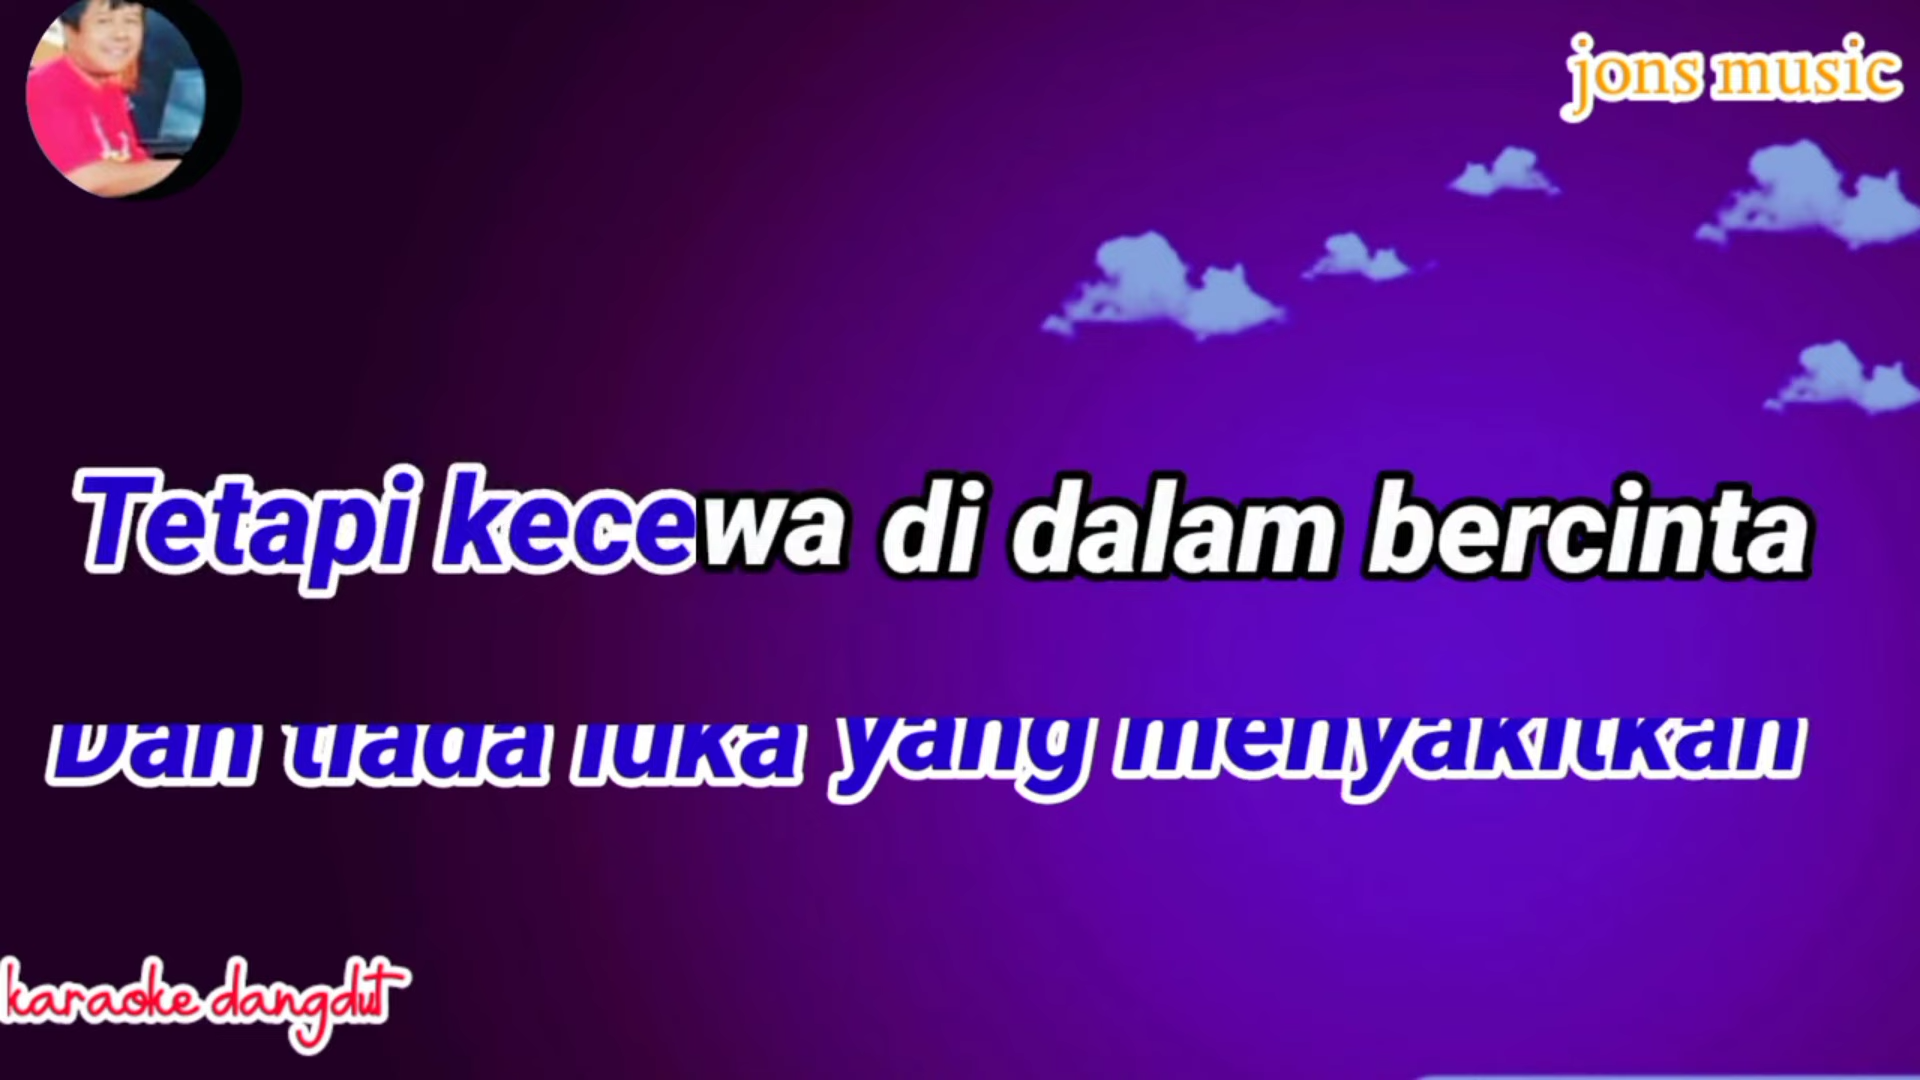 jons music
Tetapi kecewa di dalam bercinta
Dan tiada luka yang menyakitkan
karaoke dangdut